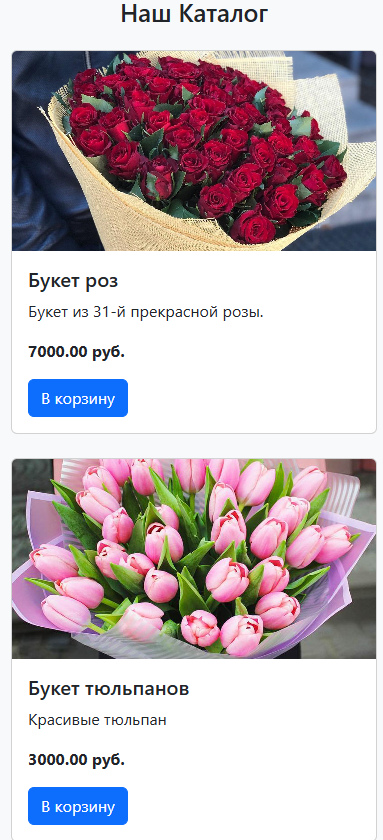 Наш Каталог
Букет роз
Букет из 31-й прекрасной розы.
7000.00 руб.
В корзину
Букет тюльпанов
Красивые тюльпан
3000.00 руб.
В корзину